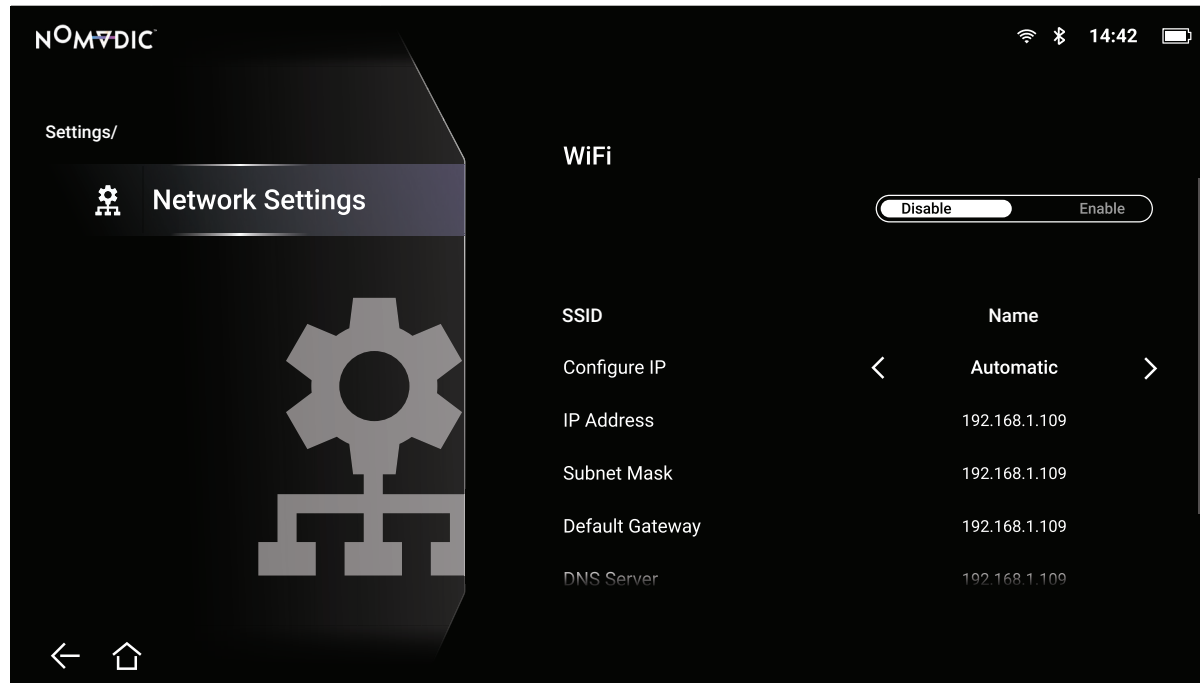 NOMADIC™
14:42
Settings/
Network Settings
WiFi
Disable Enable
SSID Name
Configure IP Automatic
IP Address 192.168.1.109
Subnet Mask 192.168.1.109
Default Gateway 192.168.1.109
DNS Server 192.168.1.109